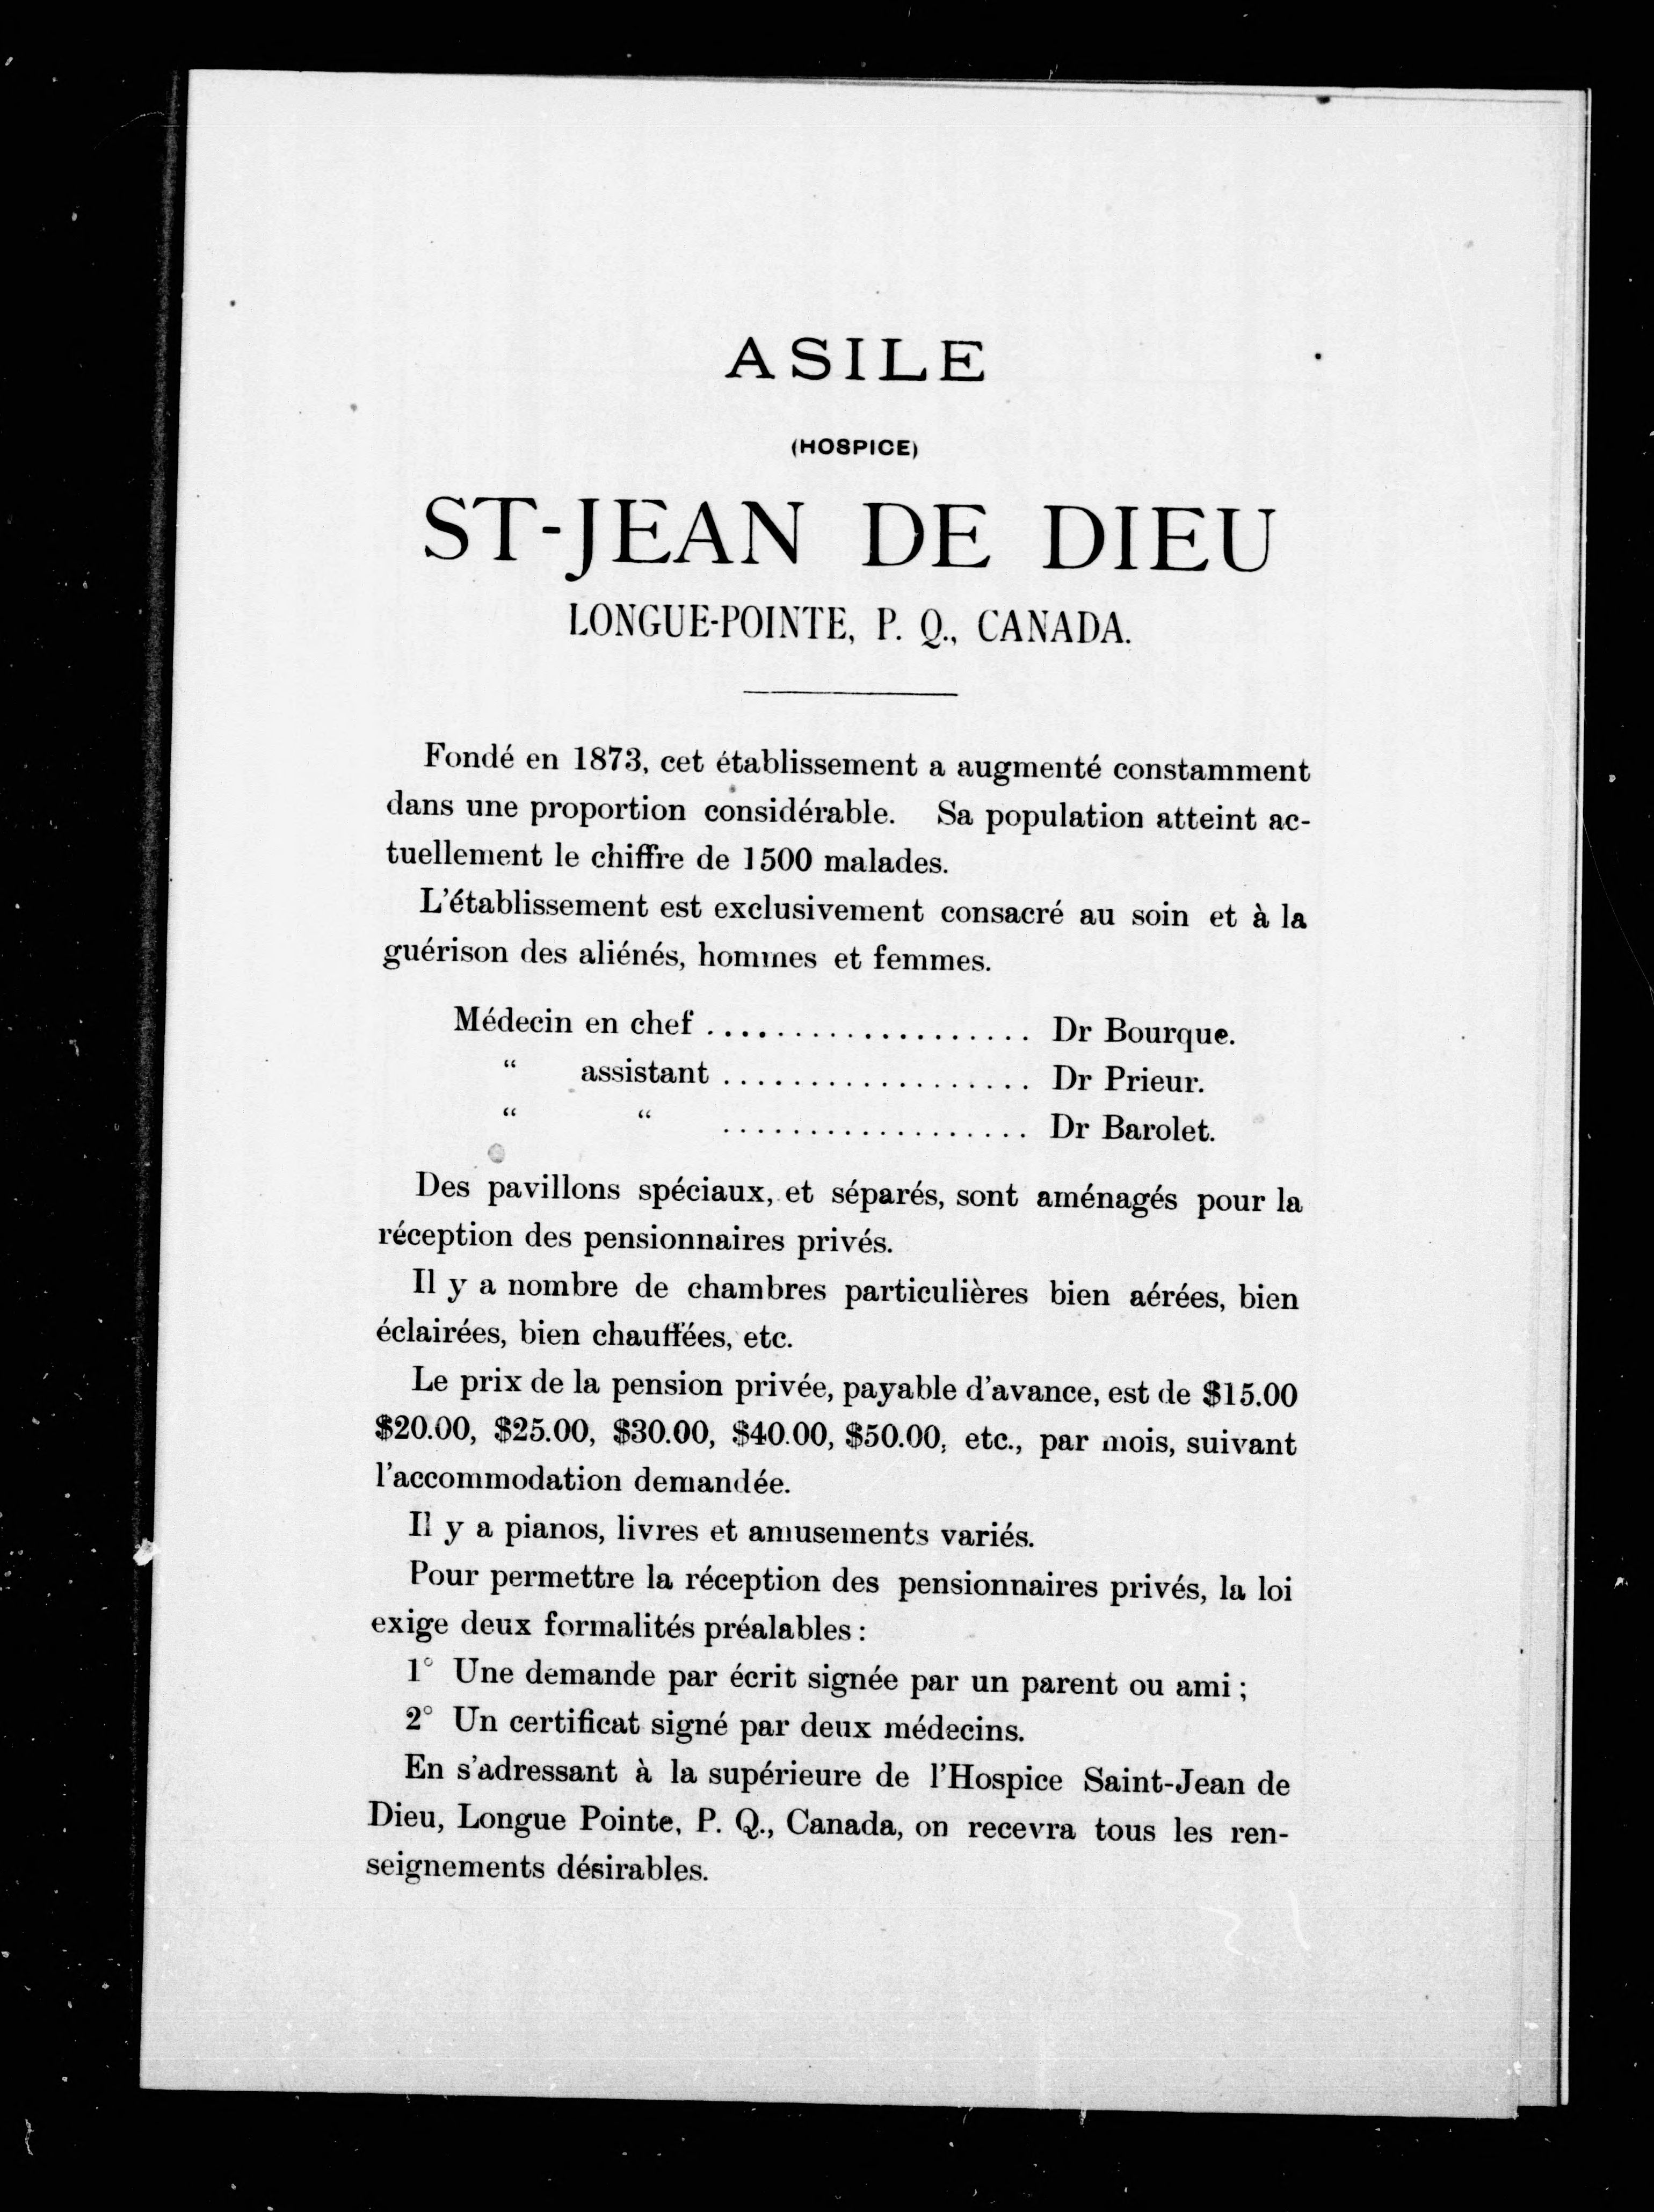 ASILE
(HOSPICE)
ST-JEAN DE DIEU
LONGUE-POINTE, P. Q., CANADA.
Fondé en 1873, cet établissement a augmenté constamment
dans une proportion considérable. Sa population atteint ac-
tuellement le chiffre de 1500 malades.
L'établissement est exclusivement consacré au soin et à la
guérison des aliénés, hommes et femmes.
Médecin en chef ................... Dr Bourque.
“ assistant .................. Dr Prieur.
“ “ .................. Dr Barolet.
Des pavillons spéciaux, et séparés, sont aménagés pour la
réception des pensionnaires privés.
Il y a nombre de chambres particulières bien aérées, bien
éclairées, bien chauffées, etc.
Le prix de la pension privée, payable d'avance, est de $15.00
$20.00, $25.00, $30.00, $40.00, $50.00, etc., par mois, suivant
l'accommodation demandée.
Il y a pianos, livres et amusements variés.
Pour permettre la réception des pensionnaires privés, la loi
exige deux formalités préalables :
1° Une demande par écrit signée par un parent ou ami ;
2° Un certificat signé par deux médecins.
En s'adressant à la supérieure de l'Hospice Saint-Jean de
Dieu, Longue Pointe, P. Q., Canada, on recevra tous les ren-
seignements désirables.